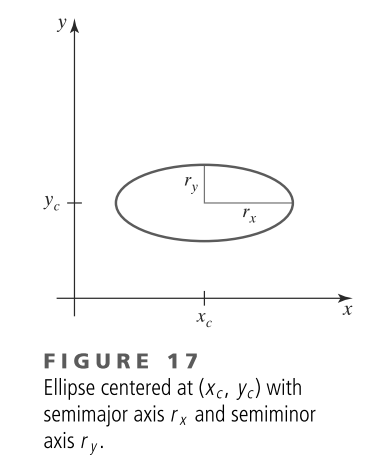 y
r_y
y_c
r_x
x
x_c
FIGURE 17
Ellipse centered at (x_c, y_c) with
semimajor axis r_x and semiminor
axis r_y.